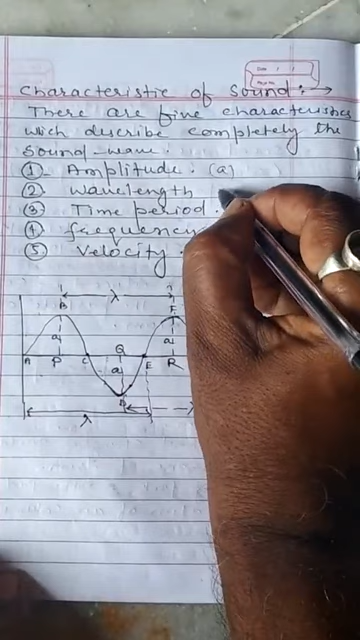 Characteristic of Sound :→
There are five characteristics
wich describe completely the
Sound-wave.
① Amplitude. (a)
② Wavelength
③ Time period.
④ frequency
⑤ Velocity.
λ
B F
a a
A P C Q E R
a
D
λ